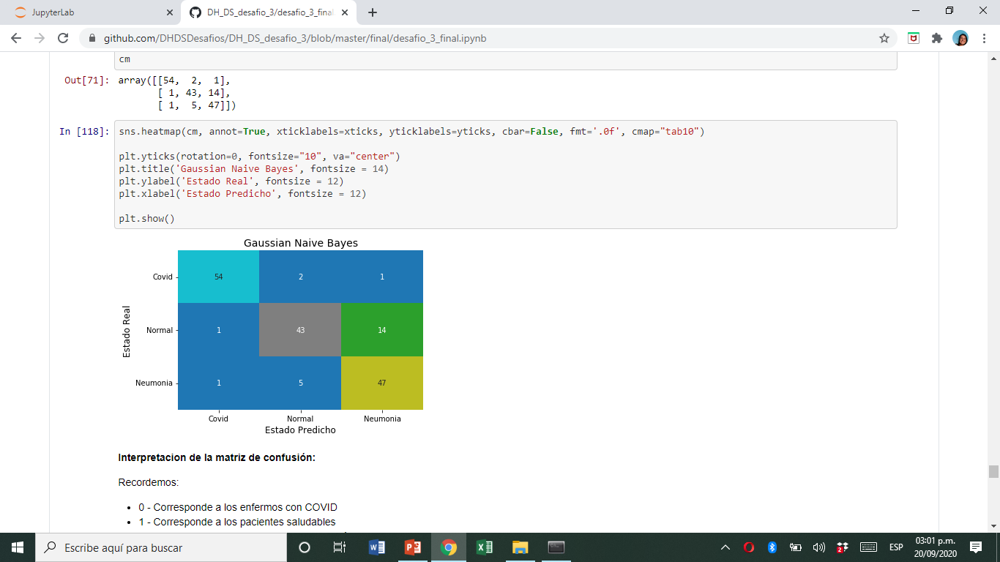 JupyterLab
DH_DS_desafio_3/desafio_3_final
github.com/DHDSDesafios/DH_DS_desafio_3/blob/master/final/desafio_3_final.ipynb
cm
Out[71]: array([[54,  2,  1],
[ 1, 43, 14],
[ 1,  5, 47]])
In [118]: sns.heatmap(cm, annot=True, xticklabels=xticks, yticklabels=yticks, cbar=False, fmt='.0f', cmap="tab10")
plt.yticks(rotation=0, fontsize="10", va="center")
plt.title('Gaussian Naive Bayes', fontsize = 14)
plt.ylabel('Estado Real', fontsize = 12)
plt.xlabel('Estado Predicho', fontsize = 12)
plt.show()
Gaussian Naive Bayes
Estado Real
Covid 54 2 1
Normal 1 43 14
Neumonia 1 5 47
Covid Normal Neumonia
Estado Predicho
Interpretacion de la matriz de confusión:
Recordemos:
• 0 - Corresponde a los enfermos con COVID
• 1 - Corresponde a los pacientes saludables
Escribe aquí para buscar
ESP
03:01 p.m.
20/09/2020
2